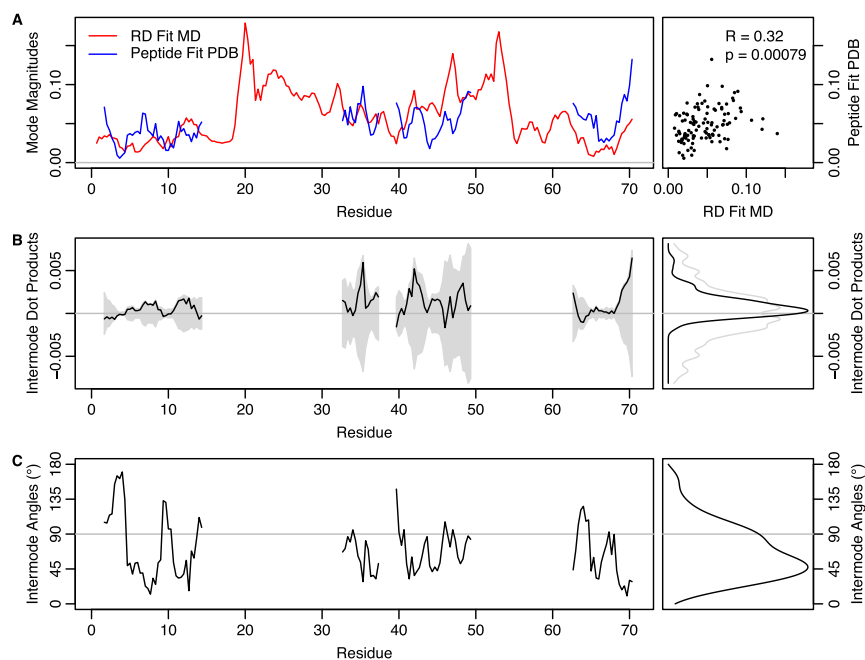 A
RD Fit MD
Peptide Fit PDB
Mode Magnitudes
0.00
0.10
0 10 20 30 40 50 60 70
Residue
R = 0.32
p = 0.00079
Peptide Fit PDB
0.00
0.10
0.00 0.10
RD Fit MD
B
Intermode Dot Products
−0.005
0.005
0 10 20 30 40 50 60 70
Residue
Intermode Dot Products
−0.005
0.005
C
Intermode Angles (°)
0 45 90 135 180
0 10 20 30 40 50 60 70
Residue
Intermode Angles (°)
0 45 90 135 180